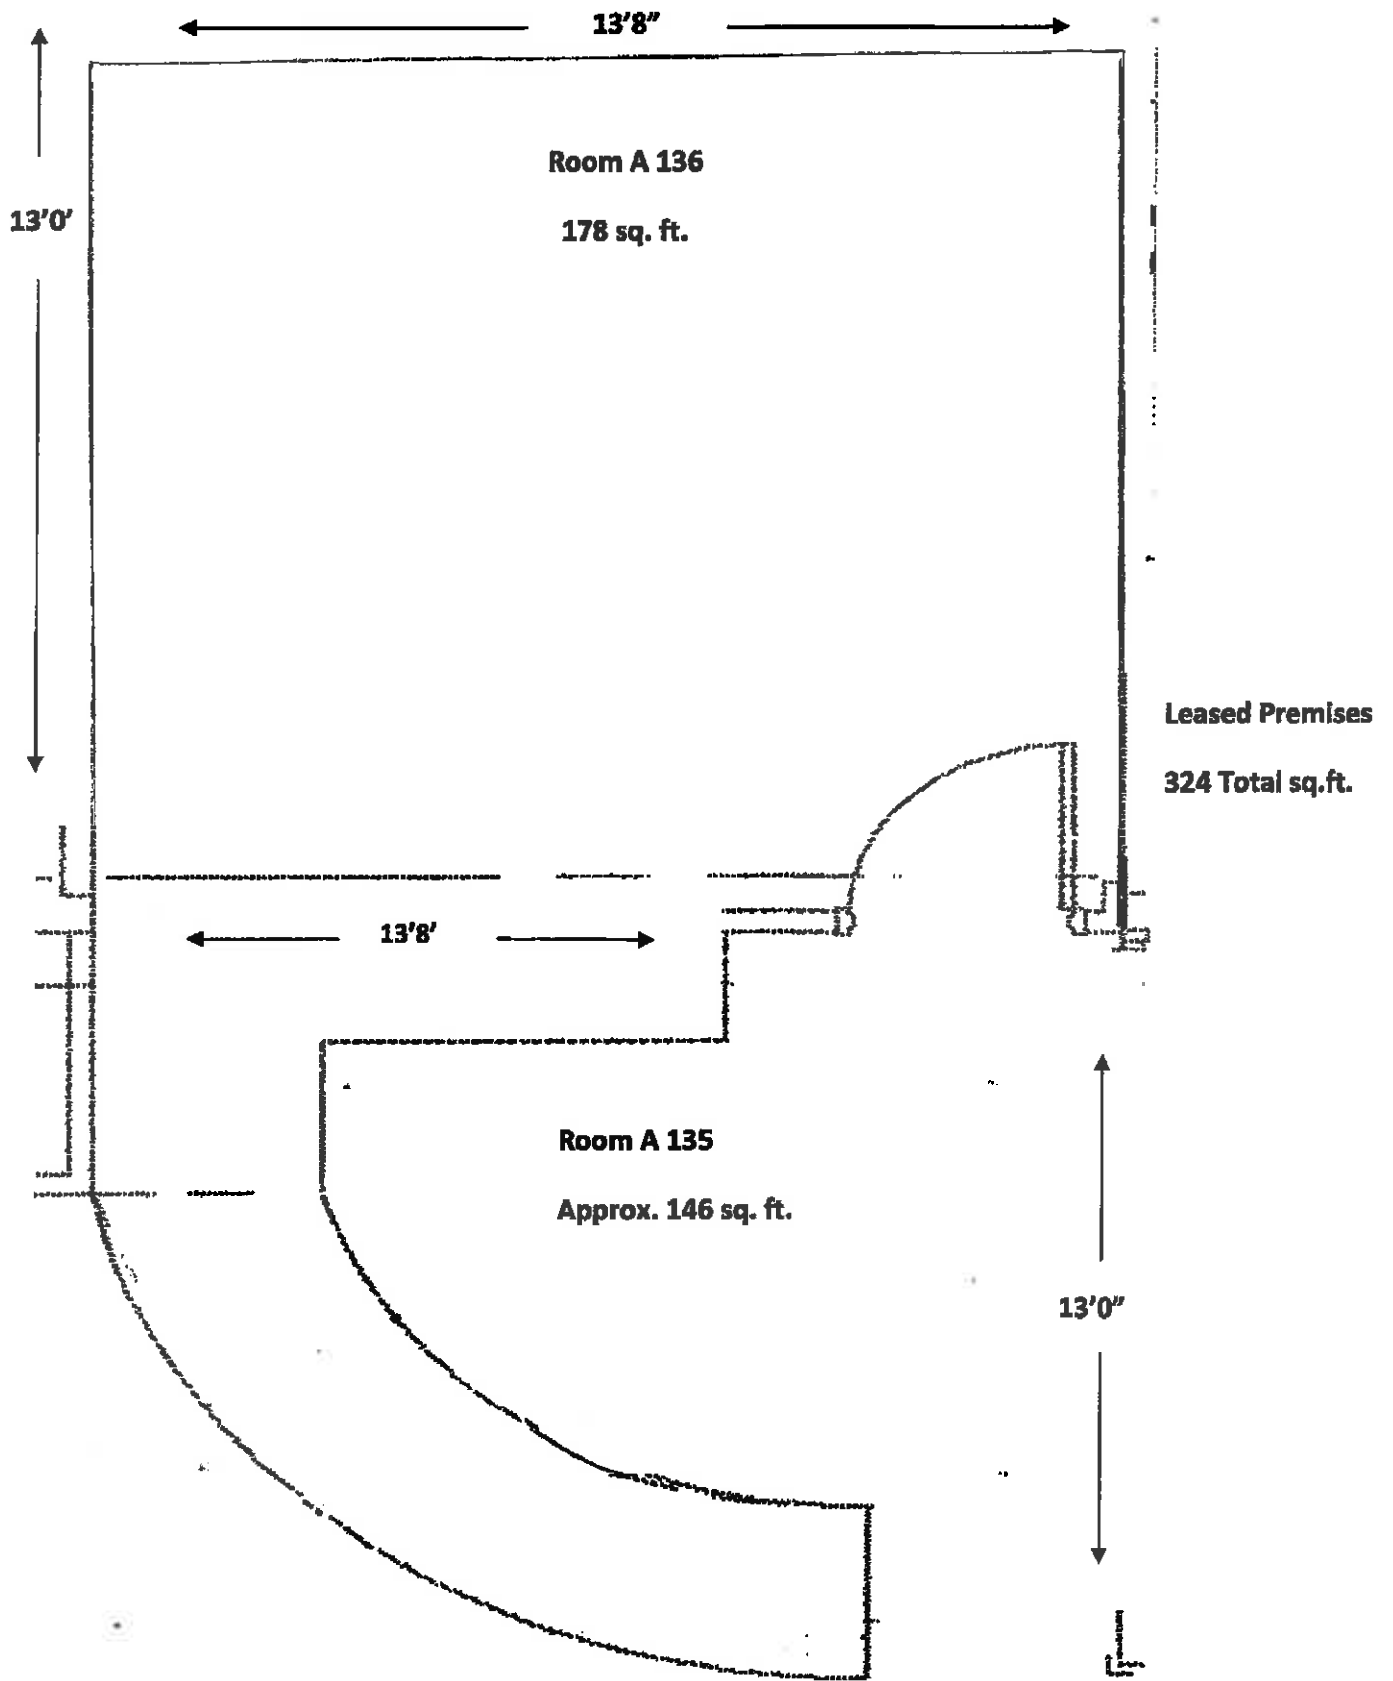 13'8"
Room A 136
13'0'
178 sq. ft.
Leased Premises
324 Total sq.ft.
13'8'
Room A 135
Approx. 146 sq. ft.
13'0"